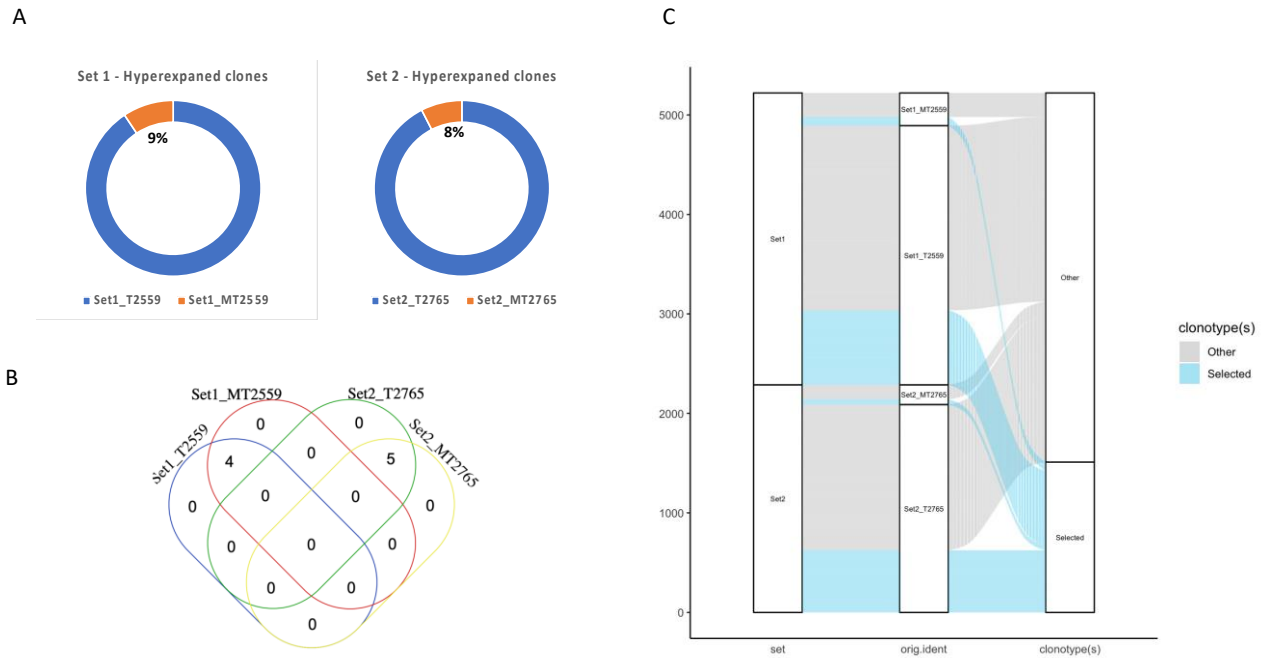 A
Set 1 - Hyperexpaned clones
9%
Set1_T2559 Set1_MT2559
Set 2 - Hyperexpaned clones
8%
Set2_T2765 Set2_MT2765
B
Set1_MT2559 Set2_T2765
Set1_T2559 Set2_MT2765
0 0
4 0 5
0 0 0 0
0 0 0
0 0
0
C
5000
4000
3000
2000
1000
0
Set1
Set2
Set1_MT2559
Set1_T2559
Set2_MT2765
Set2_T2765
Other
Selected
set orig.ident clonotype(s)
clonotype(s)
Other
Selected